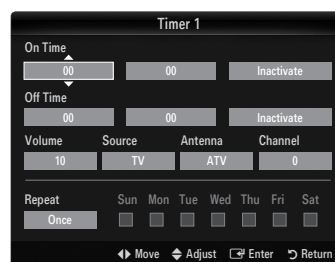 Timer 1
On Time
00 00 Inactivate
Off Time
00 00 Inactivate
Volume Source Antenna Channel
10 TV ATV 0
Repeat Sun Mon Tue Wed Thu Fri Sat
Once
Move Adjust Enter Return